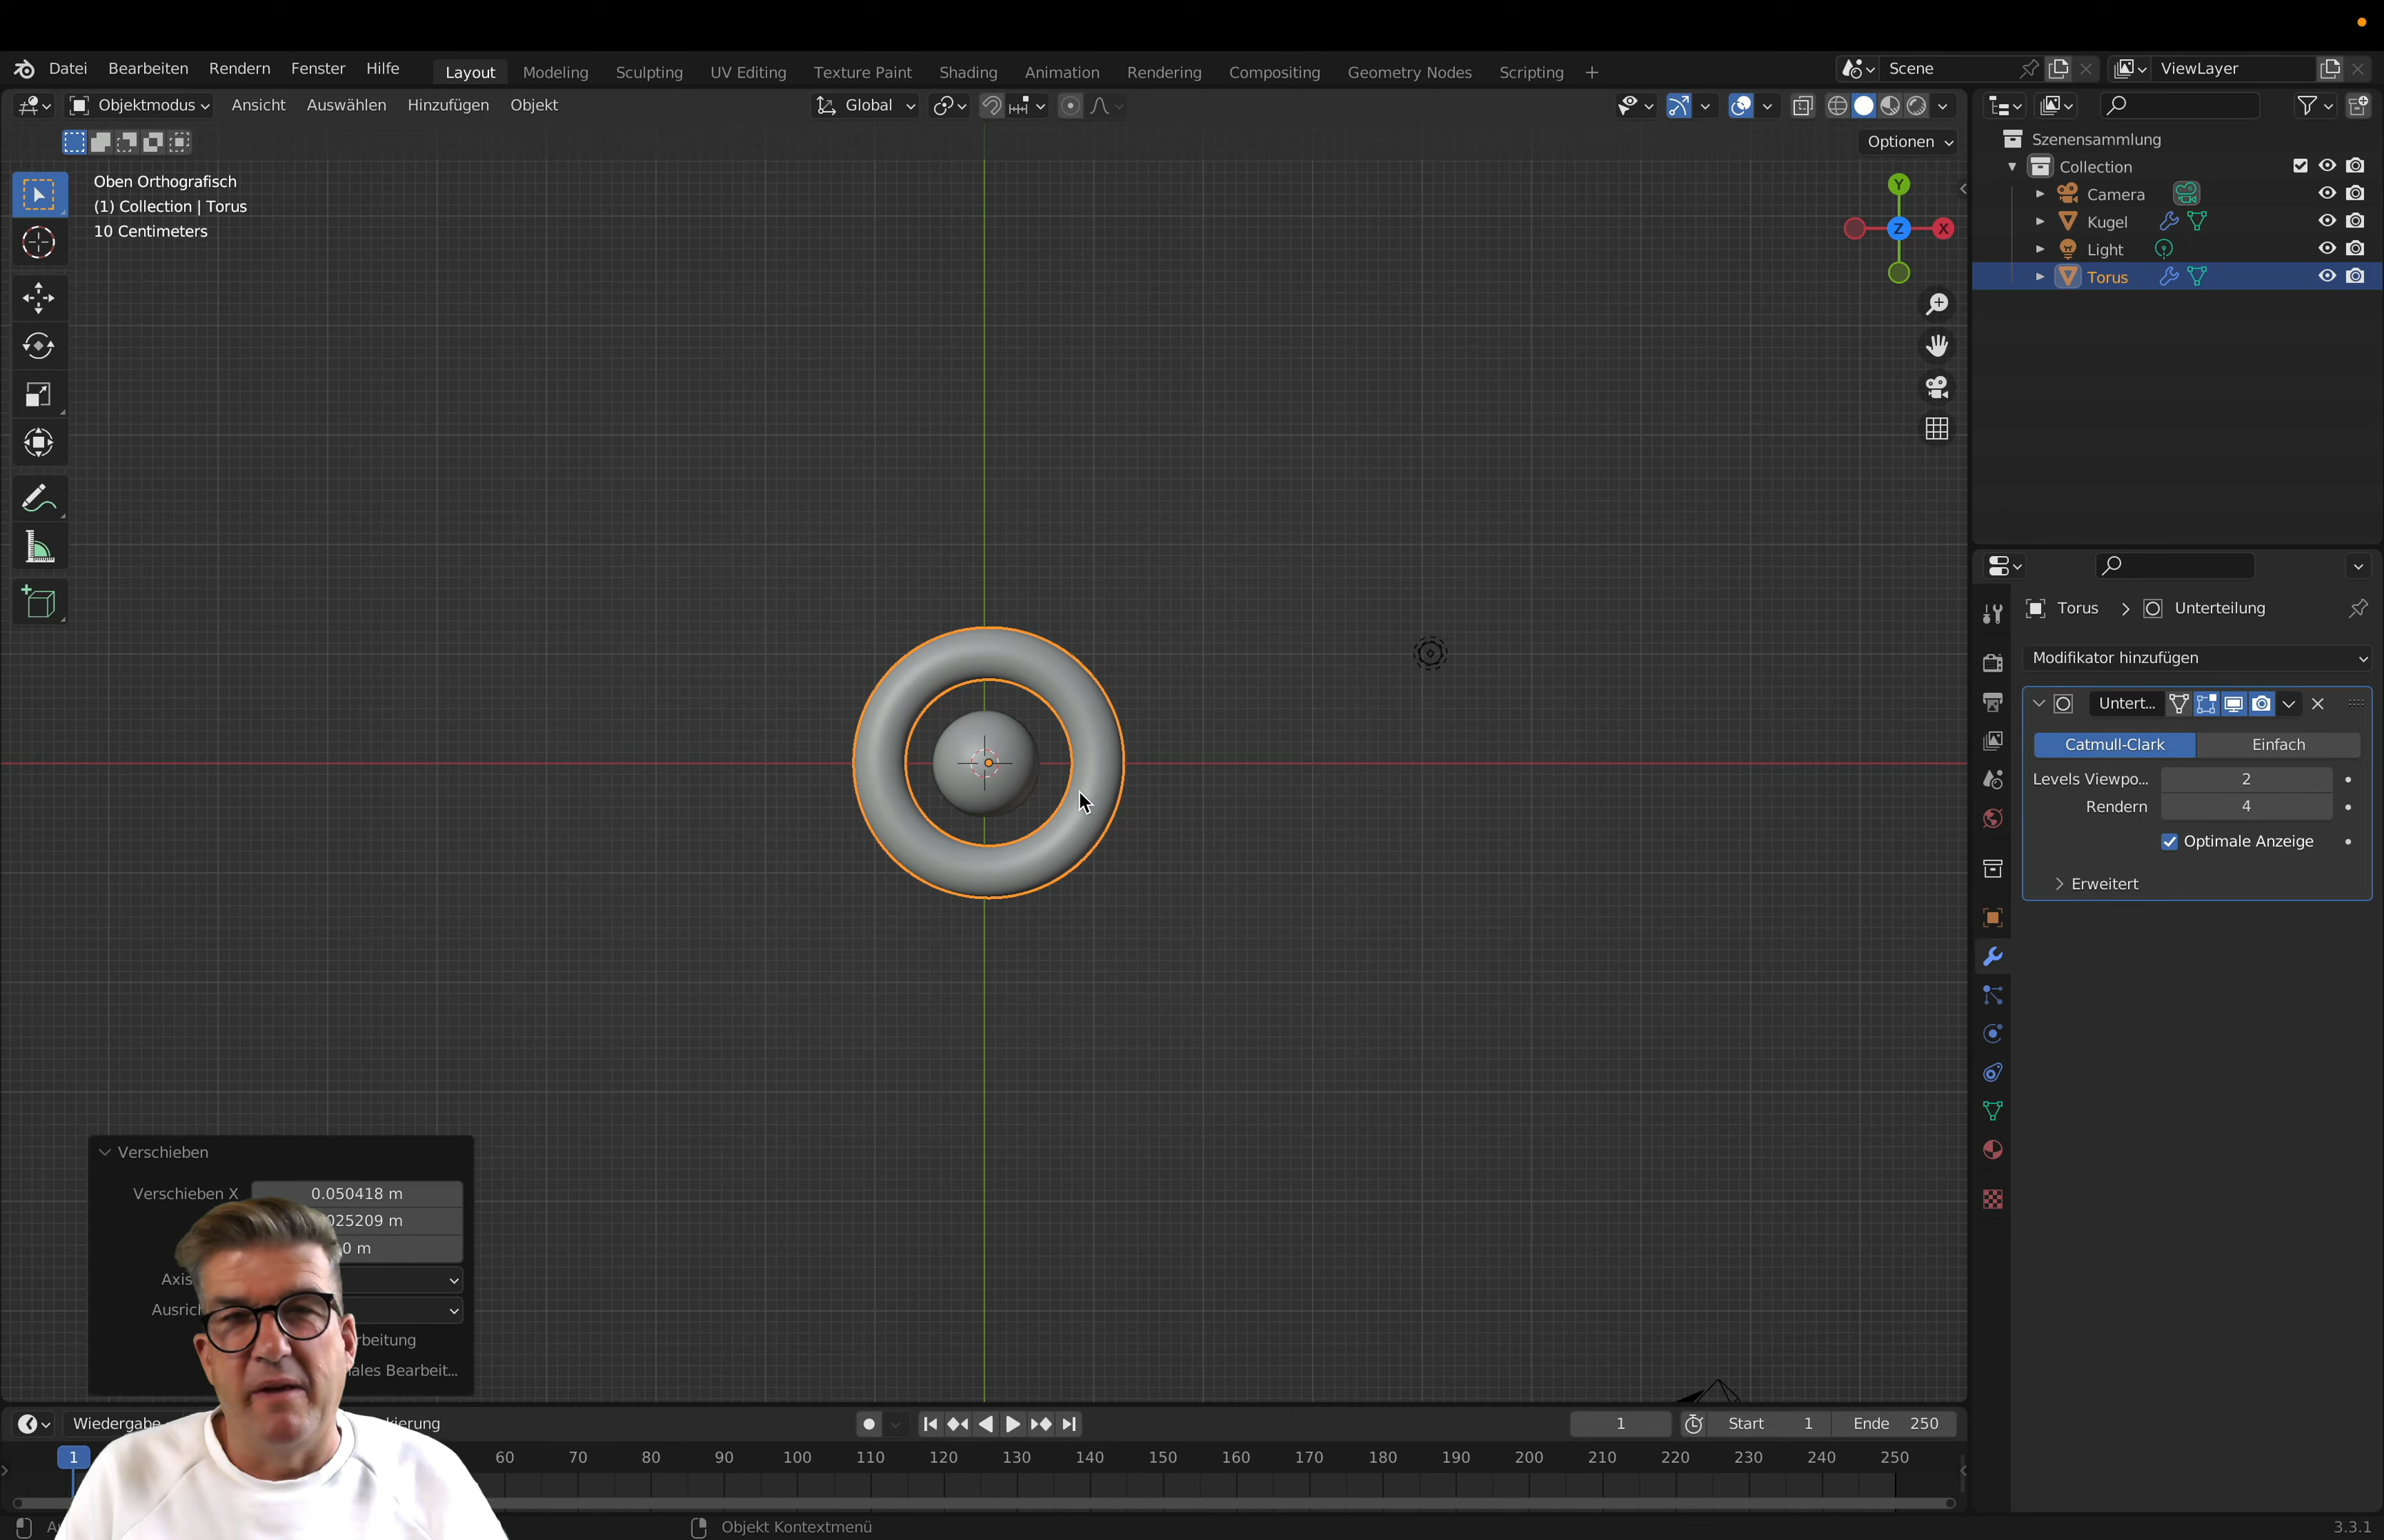 Datei Bearbeiten Rendern Fenster Hilfe Layout Modeling Sculpting UV Editing Texture Paint Shading Animation Rendering Compositing Geometry Nodes Scripting + Scene ViewLayer
Objektmodus Ansicht Auswählen Hinzufügen Objekt Global
Optionen
Oben Orthografisch
(1) Collection | Torus
10 Centimeters
Y
X
Z
Szenensammlung
Collection
Camera
Kugel
Light
Torus
Torus > Unterteilung
Modifikator hinzufügen
Untert...
Catmull-Clark Einfach
Levels Viewpo... 2
Rendern 4
Optimale Anzeige
Erweitert
Verschieben
Verschieben X 0.050418 m
025209 m
0 m
Axis
Ausrich
rbeitung
ales Bearbeit...
Wiedergabe kierung 1 Start 1 Ende 250
1 60 70 80 90 100 110 120 130 140 150 160 170 180 190 200 210 220 230 240 250
Objekt Kontextmenü 3.3.1